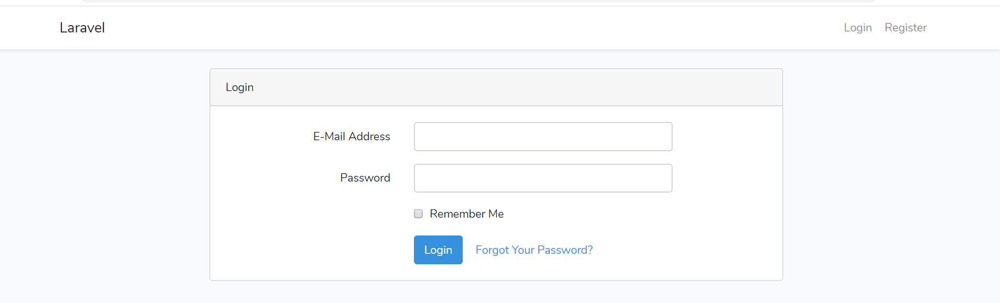 Laravel
Login Register
Login
E-Mail Address
Password
Remember Me
Login Forgot Your Password?